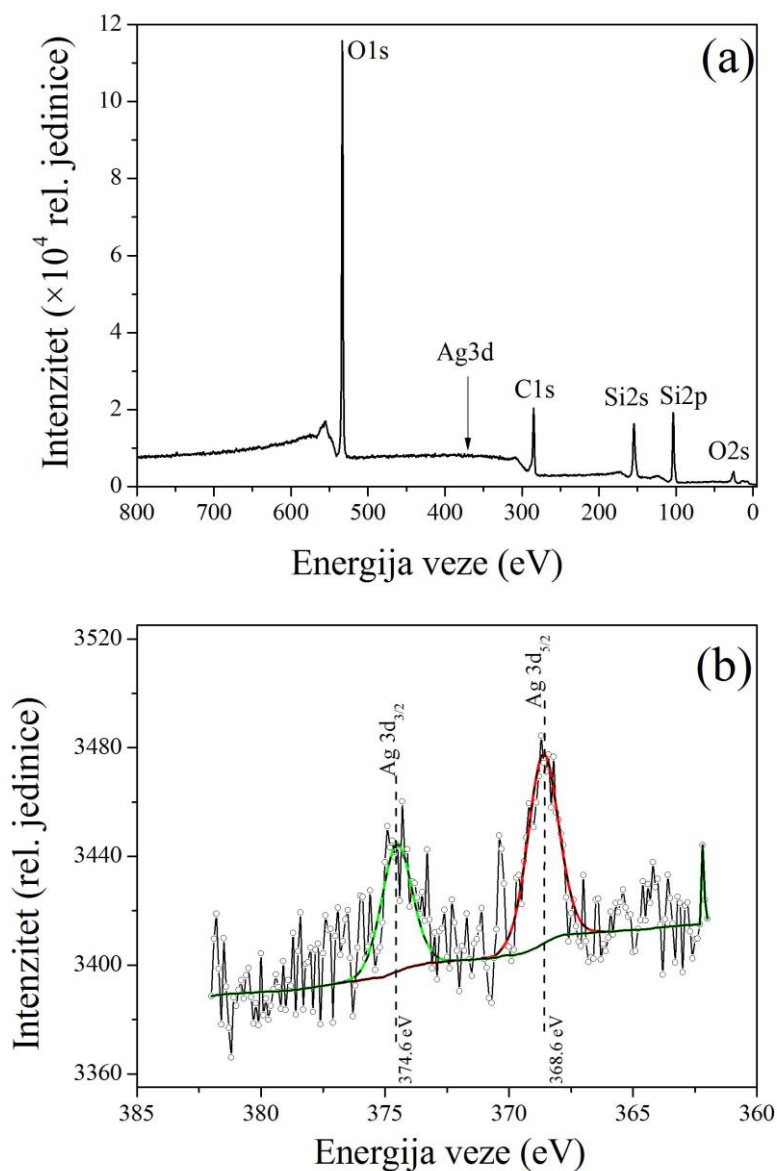 (a)
Intenzitet (×10⁴ rel. jedinice)
12
10
8
6
4
2
0
O1s
Ag3d
C1s
Si2s
Si2p
O2s
800 700 600 500 400 300 200 100 0
Energija veze (eV)
(b)
Intenzitet (rel. jedinice)
3520
3480
3440
3400
3360
Ag 3d3/2
Ag 3d5/2
374.6 eV
368.6 eV
385 380 375 370 365 360
Energija veze (eV)